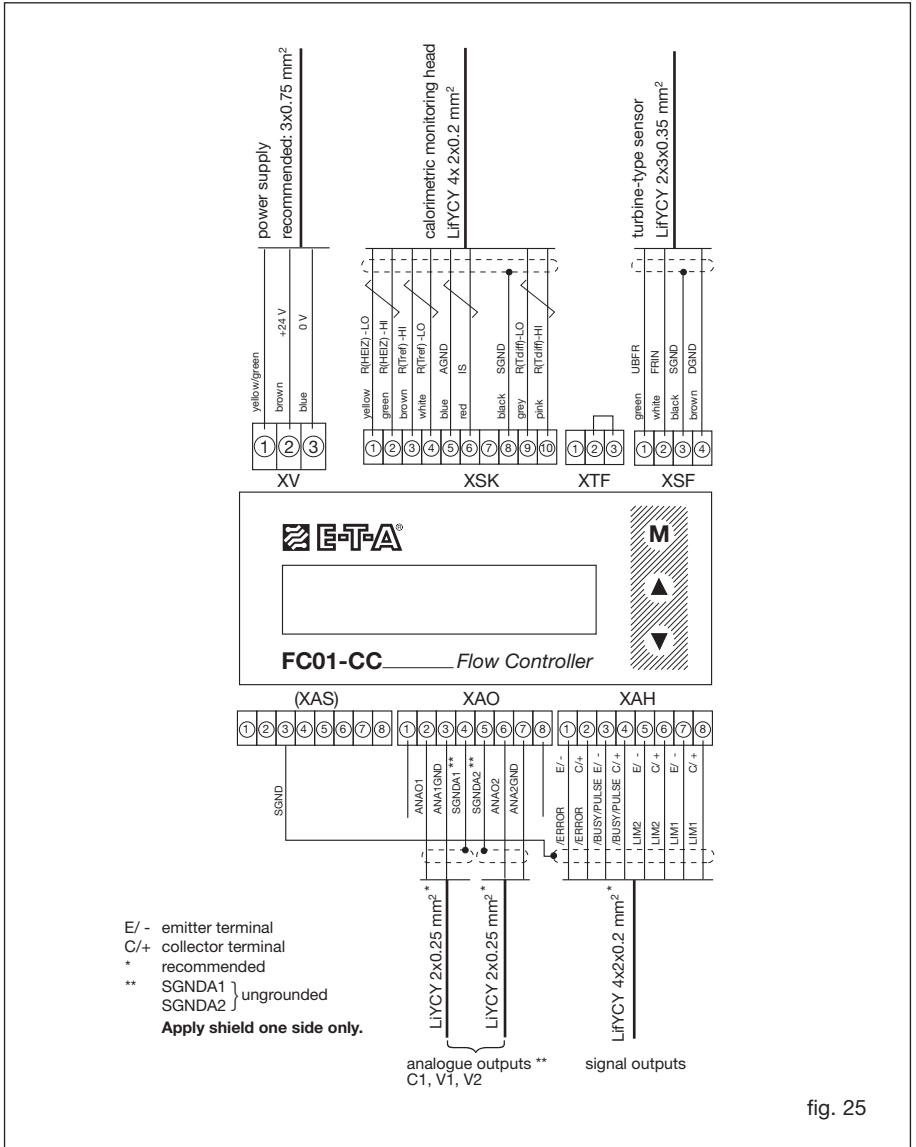 power supply
recommended: 3x0.75 mm²
calorimetric monitoring head
LifYCY 4x 2x0.2 mm²
turbine-type sensor
LifYCY 2x3x0.35 mm²
yellow/green
brown +24 V
blue 0 V
yellow R(HEIZ) -LO
green R(HEIZ) -HI
brown R(Tref) -HI
white R(Tref) -LO
blue AGND
red IS
black SGND
grey R(Tdiff)-LO
pink R(Tdiff)-HI
green UBFR
white FRIN
black SGND
brown DGND
1 2 3
1 2 3 4 5 6 7 8 9 10
1 2 3
1 2 3 4
XV
XSK
XTF
XSF
E-T-A®
M
FC01-CC______ Flow Controller
(XAS)
XAO
XAH
1 2 3 4 5 6 7 8
1 2 3 4 5 6 7 8
1 2 3 4 5 6 7 8
SGND
ANAO1
ANA1GND
SGNDA1 **
SGNDA2 **
ANAO2
ANA2GND
/ERROR E/ -
/ERROR C/+
/BUSY/PULSE E/ -
/BUSY/PULSE C/ +
LIM2 E/ -
LIM2 C/ +
LIM1 E/ -
LIM1 C/ +
LiYCY 2x0.25 mm² *
LiYCY 2x0.25 mm² *
LifYCY 4x2x0.2 mm² *
E/ - emitter terminal
C/+ collector terminal
* recommended
** SGNDA1
SGNDA2 } ungrounded
Apply shield one side only.
analogue outputs **
C1, V1, V2
signal outputs
fig. 25